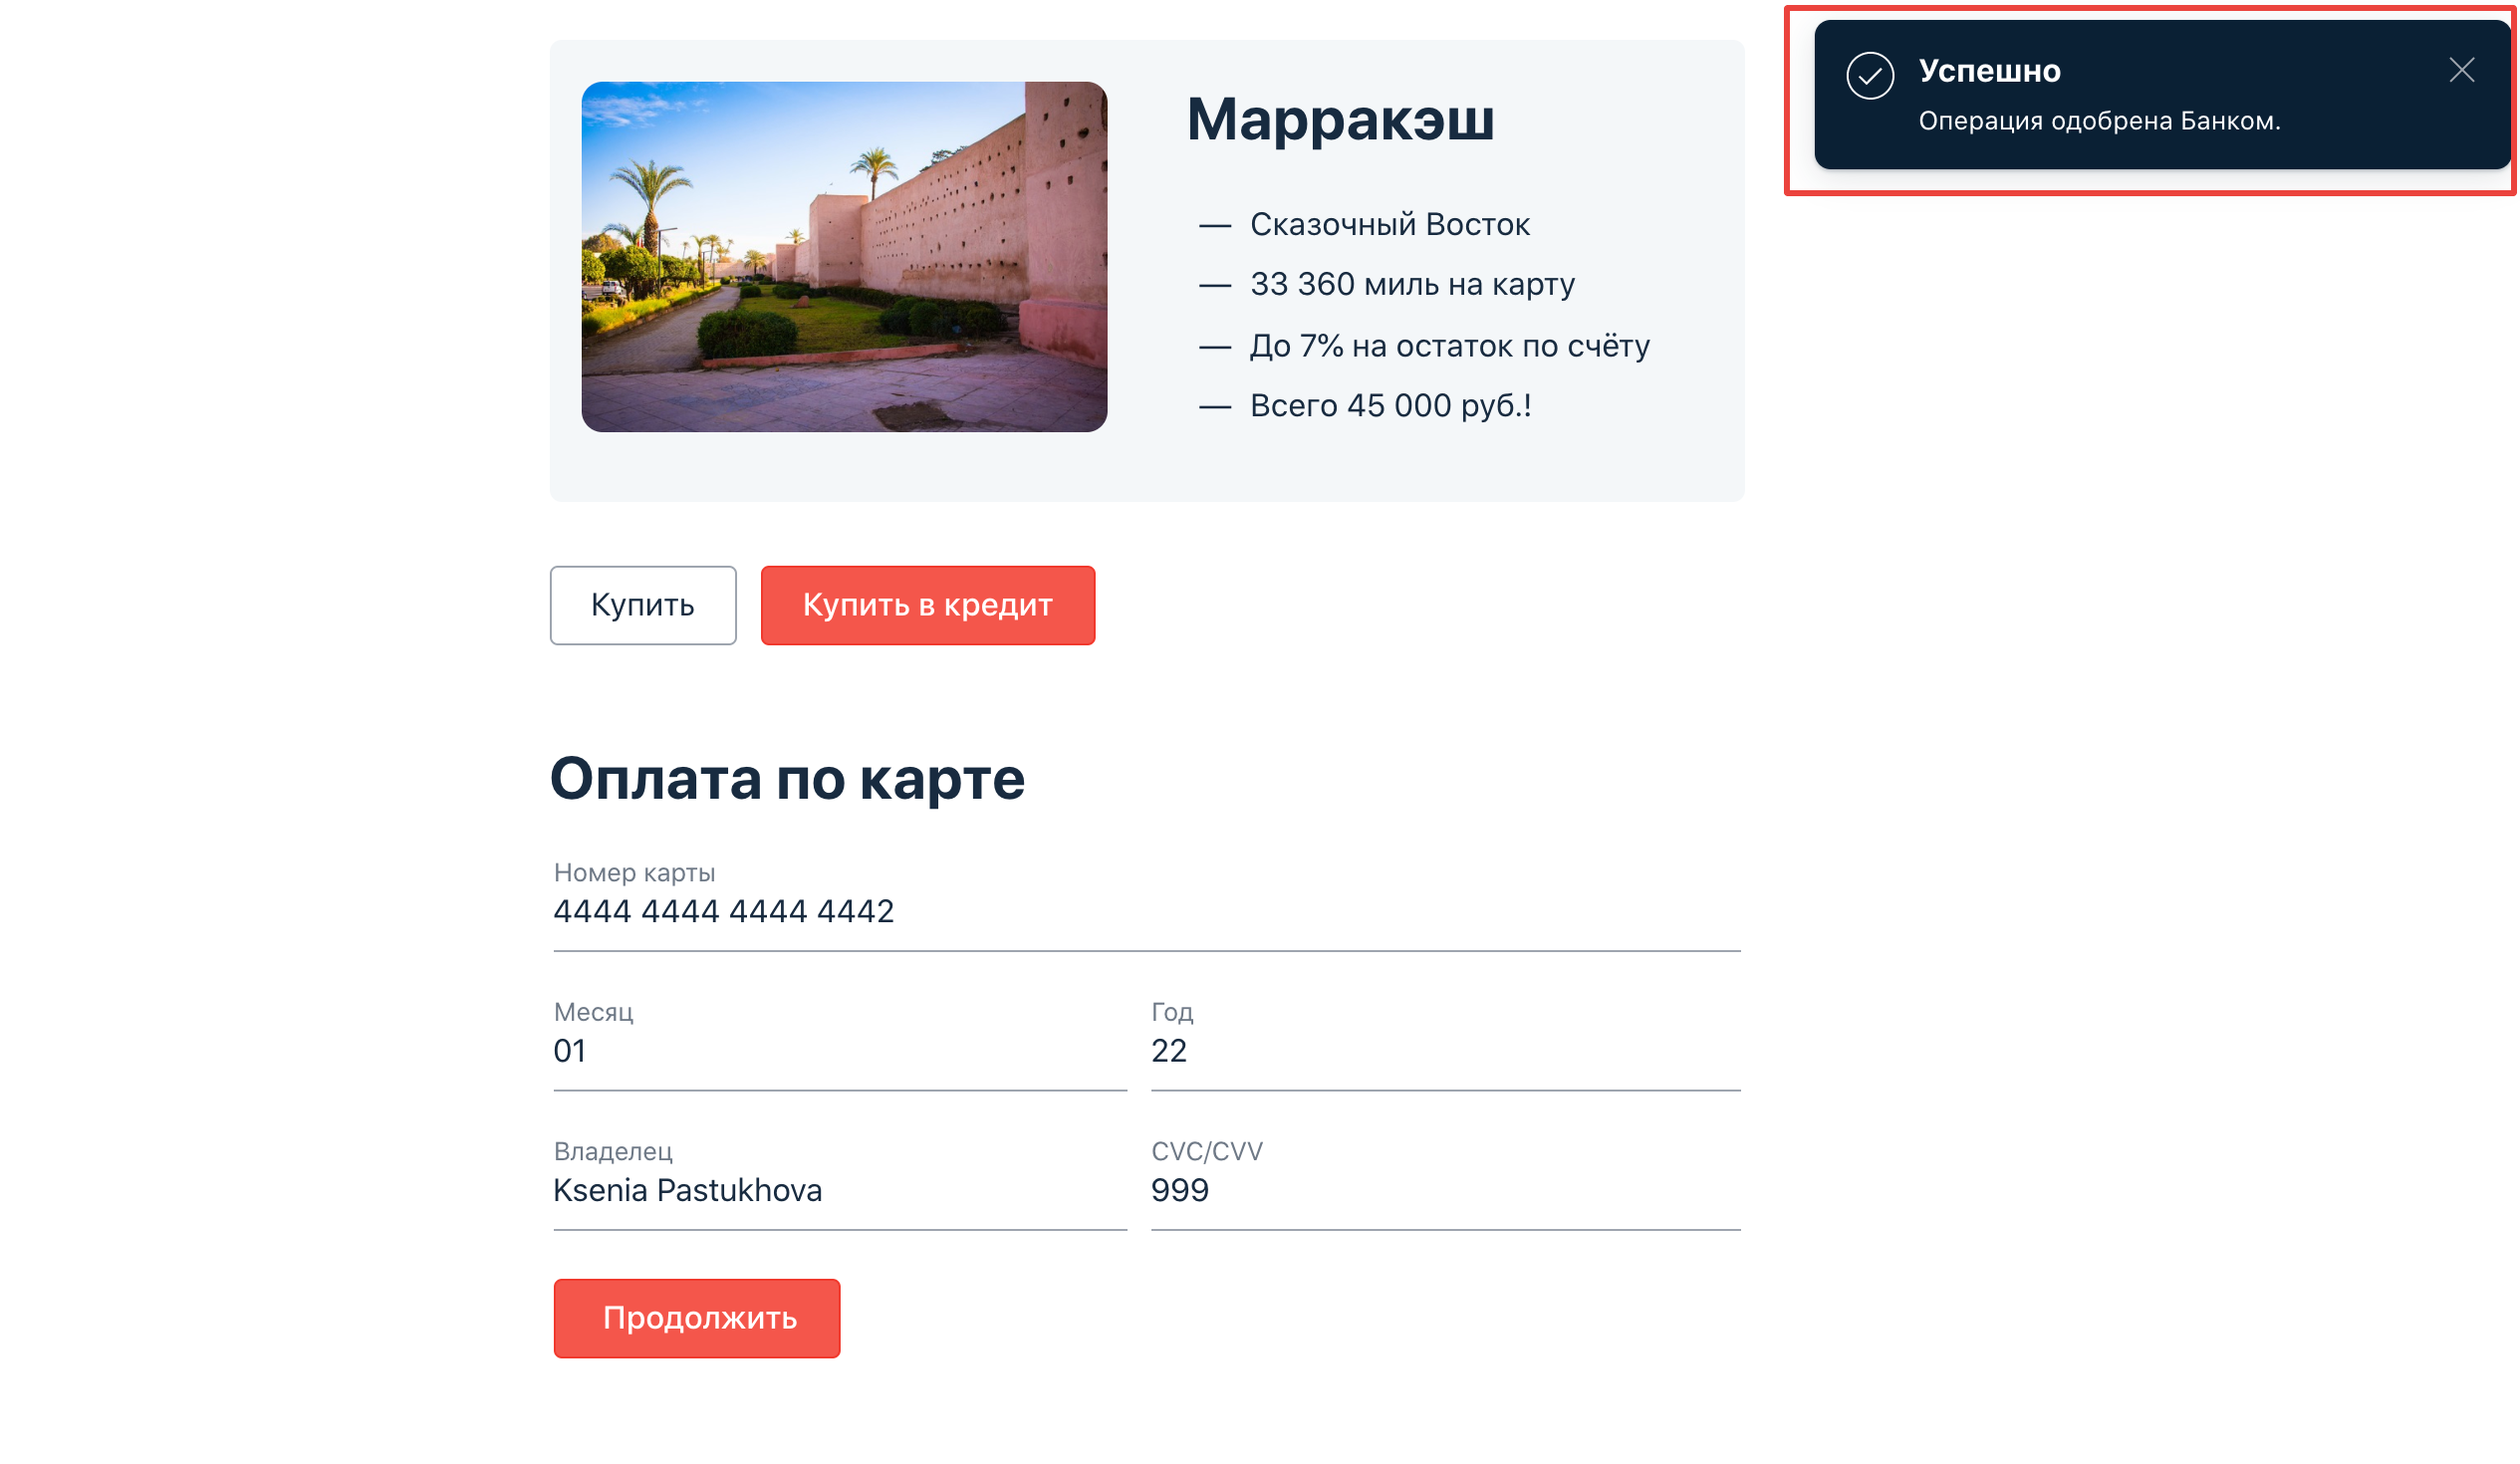 Успешно
Операция одобрена Банком.
Марракэш
— Сказочный Восток
— 33 360 миль на карту
— До 7% на остаток по счёту
— Всего 45 000 руб.!
Купить
Купить в кредит
Оплата по карте
Номер карты
4444 4444 4444 4442
Месяц
01
Год
22
Владелец
Ksenia Pastukhova
CVC/CVV
999
Продолжить